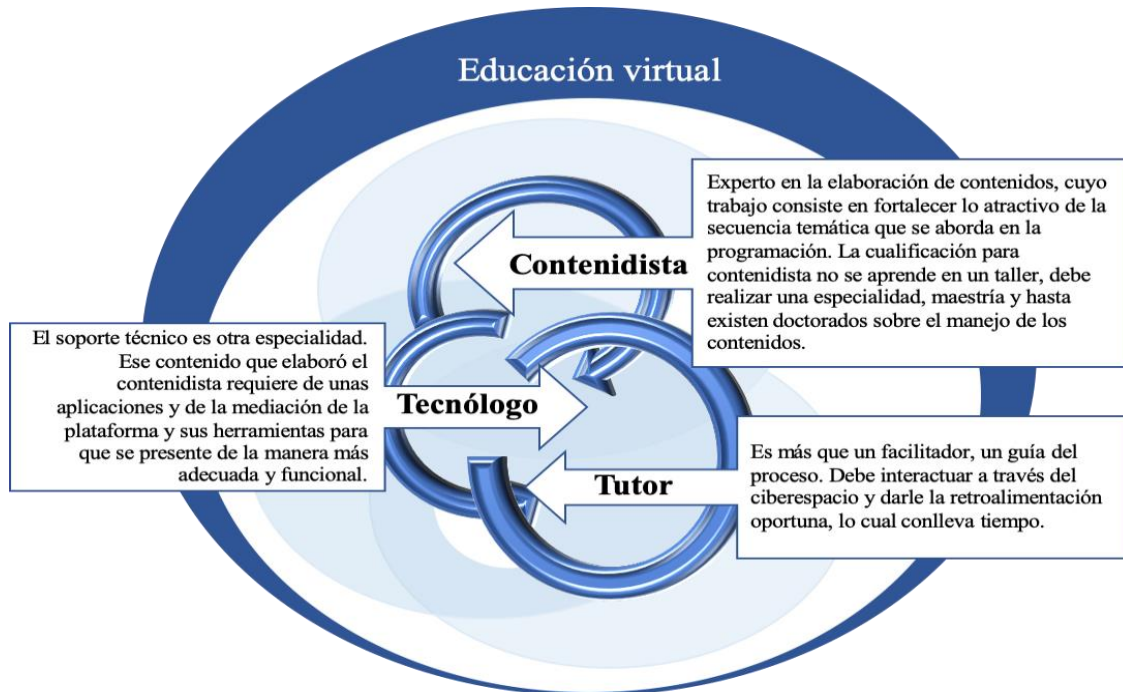 Educación virtual
Experto en la elaboración de contenidos, cuyo
trabajo consiste en fortalecer lo atractivo de la
secuencia temática que se aborda en la
programación. La cualificación para
contenidista no se aprende en un taller, debe
realizar una especialidad, maestría y hasta
existen doctorados sobre el manejo de los
contenidos.
Contenidista
El soporte técnico es otra especialidad.
Ese contenido que elaboró el
contenidista requiere de unas
aplicaciones y de la mediación de la
plataforma y sus herramientas para
que se presente de la manera más
adecuada y funcional.
Tecnólogo
Tutor
Es más que un facilitador, un guía del
proceso. Debe interactuar a través del
ciberespacio y darle la retroalimentación
oportuna, lo cual conlleva tiempo.